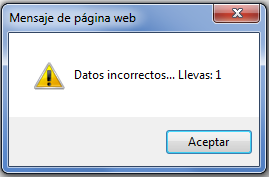 Mensaje de página web
Datos incorrectos... Llevas: 1
Aceptar